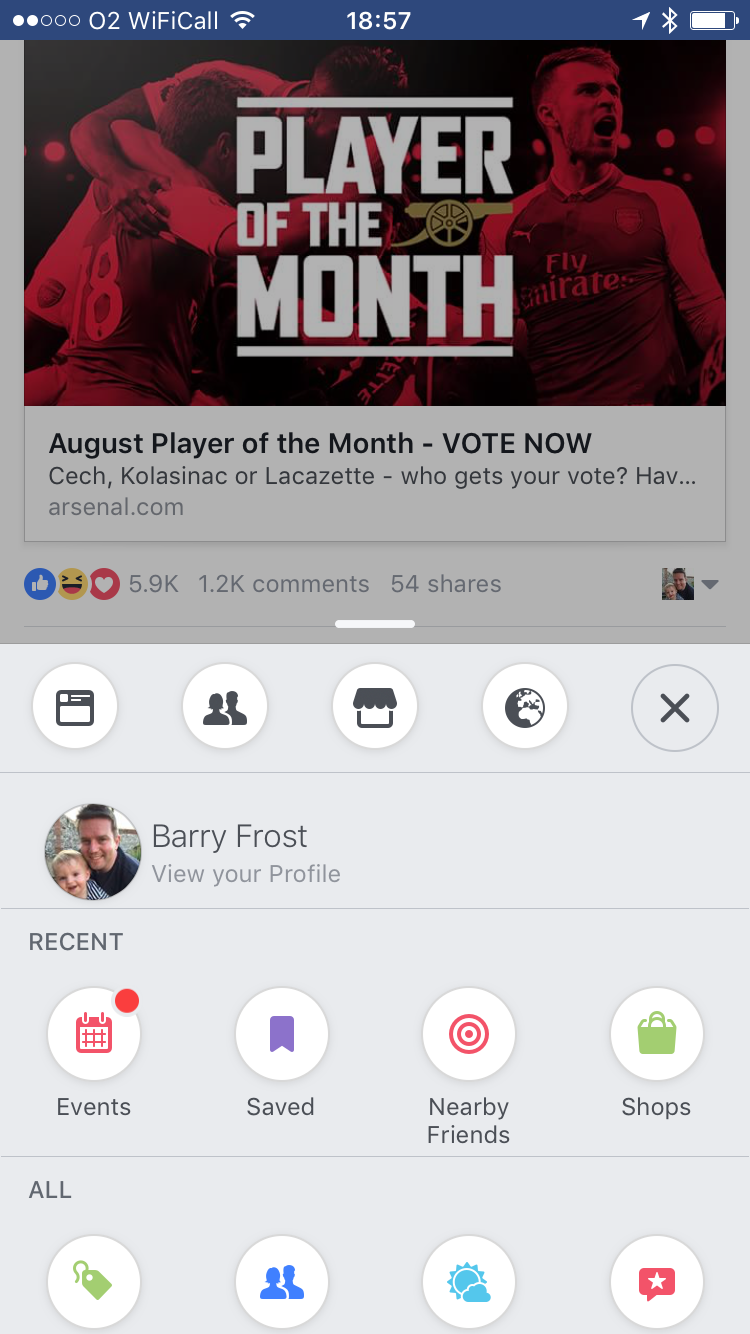 O2 WiFiCall 18:57
PLAYER
OF THE
MONTH
18
Fly
Emirates
August Player of the Month - VOTE NOW
Cech, Kolasinac or Lacazette - who gets your vote? Hav...
arsenal.com
5.9K 1.2K comments 54 shares
Barry Frost
View your Profile
RECENT
Events Saved Nearby Friends Shops
ALL